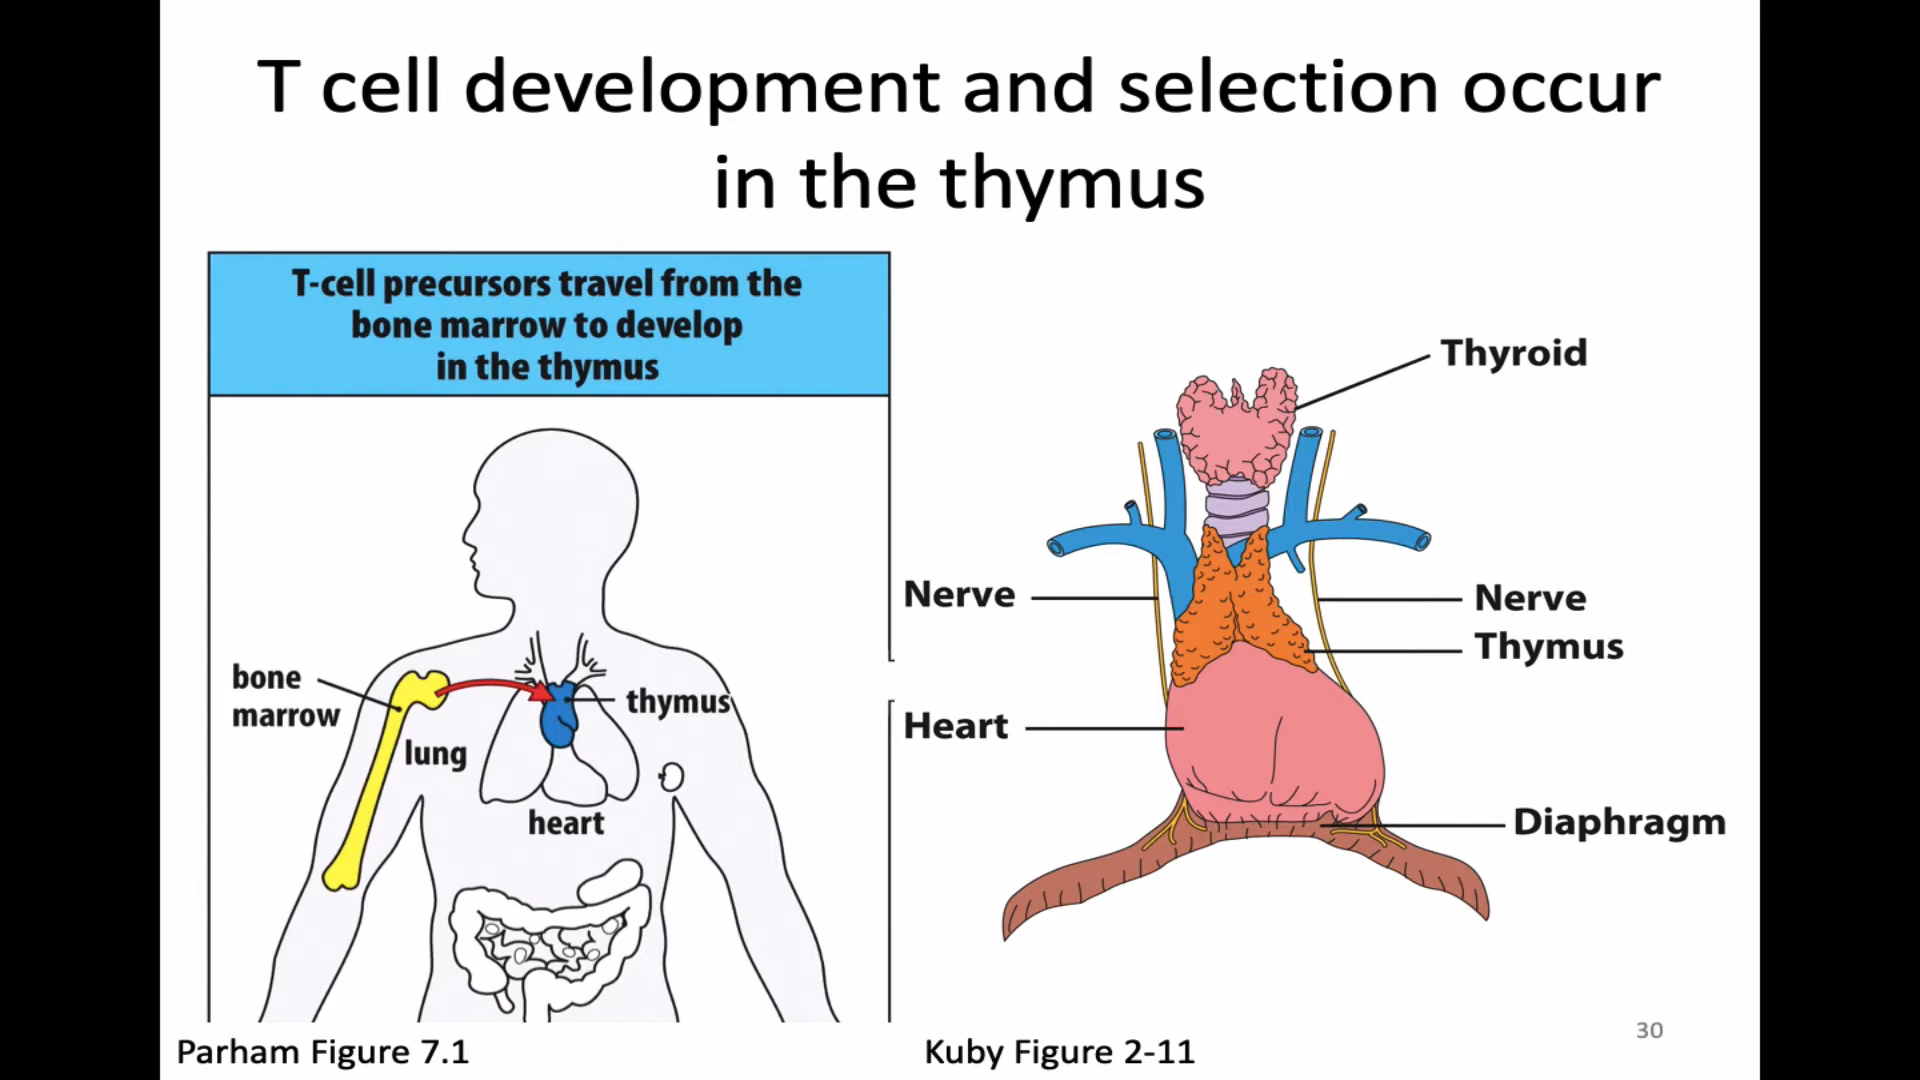 T cell development and selection occur
in the thymus
T-cell precursors travel from the
bone marrow to develop
in the thymus
bone
marrow
lung
thymus
heart
Thyroid
Nerve
Nerve
Thymus
Heart
Diaphragm
Parham Figure 7.1
Kuby Figure 2-11
30